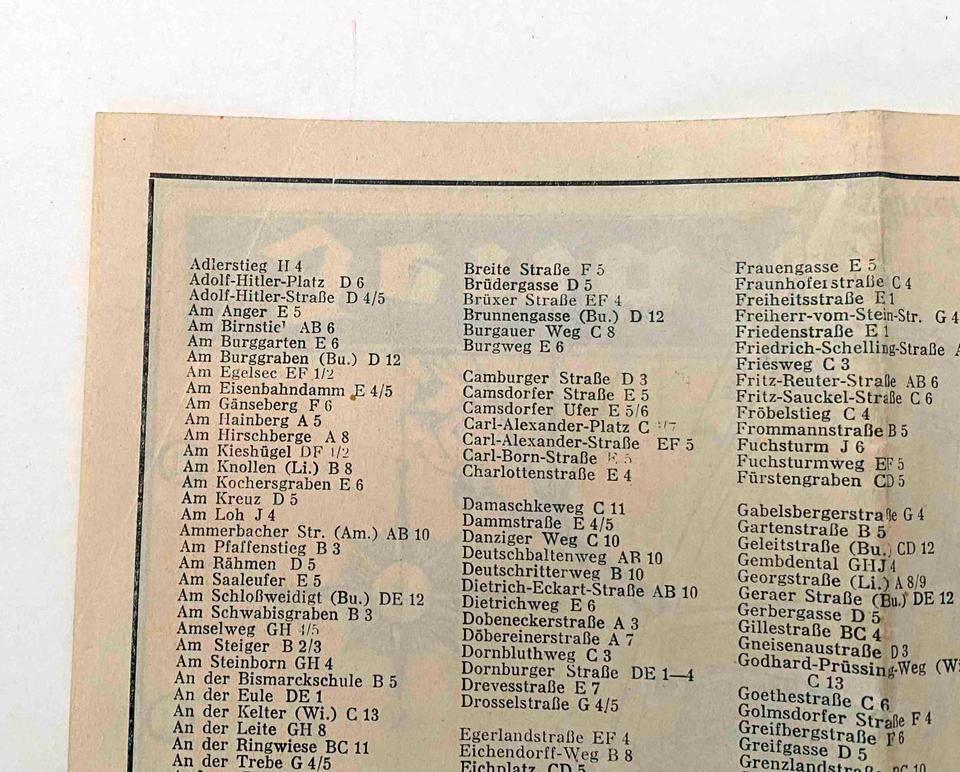 Adlerstieg H 4
Adolf-Hitler-Platz D 6
Adolf-Hitler-Straße D 4/5
Am Anger E 5
Am AB 6
Am Burggarten E 6
Am Burggraben (Bu.) D 12
Am Egelsee EF 1/2
Am Eisenbahndamm E 4/5
Am Gänseberg F 6
Am Hainberg A 5
Am Hirschberge A 8
Am Kieshügel DF 1/2
Am Knollen (Li.) B 8
Am Kochersgraben E 6
Am Kreuz D 5
Am Loh J 4
Ammerbacher Str. (Am.) AB 10
Am Pfaffenstieg B 3
Am Rähmen D 5
Am Saaleufer E 5
Am Schloßweidigt (Bu.) DE 12
Am Schwabisgraben B 3
Amselweg GH 4/5
Am Steiger B 2/3
Am Steinborn GH 4
An der Bismarckschule B 5
An der Eule DE 1
An der Kelter (Wi.) C 13
An der Leite GH 8
An der Ringwiese BC 11
An der Trebe G 4/5
Breite Straße F 5
Brüdergasse D 5
Brüxer Straße EF 4
Brunnengasse (Bu.) D 12
Burgauer Weg C 8
Burgweg E 6
Camburger Straße D 3
Camsdorfer Straße E 5
Camsdorfer Ufer E 5/6
Carl-Alexander-Platz C
Carl-Alexander-Straße EF 5
Carl-Born-Straße E 5
Charlottenstraße E 4
Damaschkeweg C 11
Dammstraße E 4/5
Danziger Weg C 10
Deutschbaltenweg AB 10
Deutschritterweg B 10
Dietrich-Eckart-Straße AB 10
Dietrichweg E 6
Dobeneckerstraße A 3
Döbereinerstraße A 7
Dornbluthweg C 3
Dornburger Straße DE 1—4
Drevesstraße E 7
Drosselstraße G 4/5
Egerlandstraße EF 4
Eichendorff-Weg B 8
Eichplatz CD 5
Frauengasse E 5
Fraunhoferstraße C 4
Freiheitsstraße E 1
Freiherr-vom-Stein-Str. G 4
Friedenstraße E 1
Friedrich-Schelling-Straße
Friesweg C 3
Fritz-Reuter-Straße AB 6
Fritz-Sauckel-Straße C 6
Fröbelstieg C 4
Frommannstraße B 5
Fuchsturm J 6
Fuchsturmweg EF 5
Fürstengraben CD 5
Gabelsbergerstraße G 4
Gartenstraße B 5
Geleitstraße (Bu.) CD 12
Gembdental GHJ 4
Georgstraße (Li.) A 8/9
Geraer Straße (Bu.) DE 12
Gerbergasse D 5
Gillestraße BC 4
Gneisenaustraße D 3
Godhard-Prüssing-Weg (Wi
C 13
Goethestraße C 6
Golmsdorfer Straße F 4
Greifbergstraße F 6
Greifgasse D 5
Grenzlandstraße BC 10